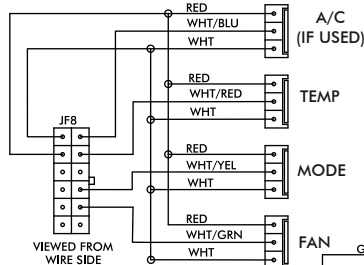 RED
WHT/BLU
WHT
A/C
(IF USED)
RED
WHT/RED
WHT
TEMP
JF8
RED
WHT/YEL
WHT
MODE
RED
WHT/GRN
WHT
FAN
VIEWED FROM
WIRE SIDE
G